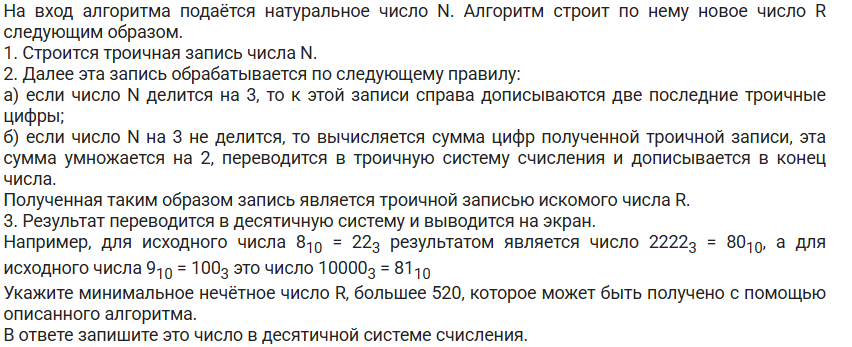 На вход алгоритма подаётся натуральное число N. Алгоритм строит по нему новое число R
следующим образом.
1. Строится троичная запись числа N.
2. Далее эта запись обрабатывается по следующему правилу:
а) если число N делится на 3, то к этой записи справа дописываются две последние троичные
цифры;
б) если число N на 3 не делится, то вычисляется сумма цифр полученной троичной записи, эта
сумма умножается на 2, переводится в троичную систему счисления и дописывается в конец
числа.
Полученная таким образом запись является троичной записью искомого числа R.
3. Результат переводится в десятичную систему и выводится на экран.
Например, для исходного числа 8₁₀ = 22₃ результатом является число 2222₃ = 80₁₀, а для
исходного числа 9₁₀ = 100₃ это число 10000₃ = 81₁₀
Укажите минимальное нечётное число R, большее 520, которое может быть получено с помощью
описанного алгоритма.
В ответе запишите это число в десятичной системе счисления.